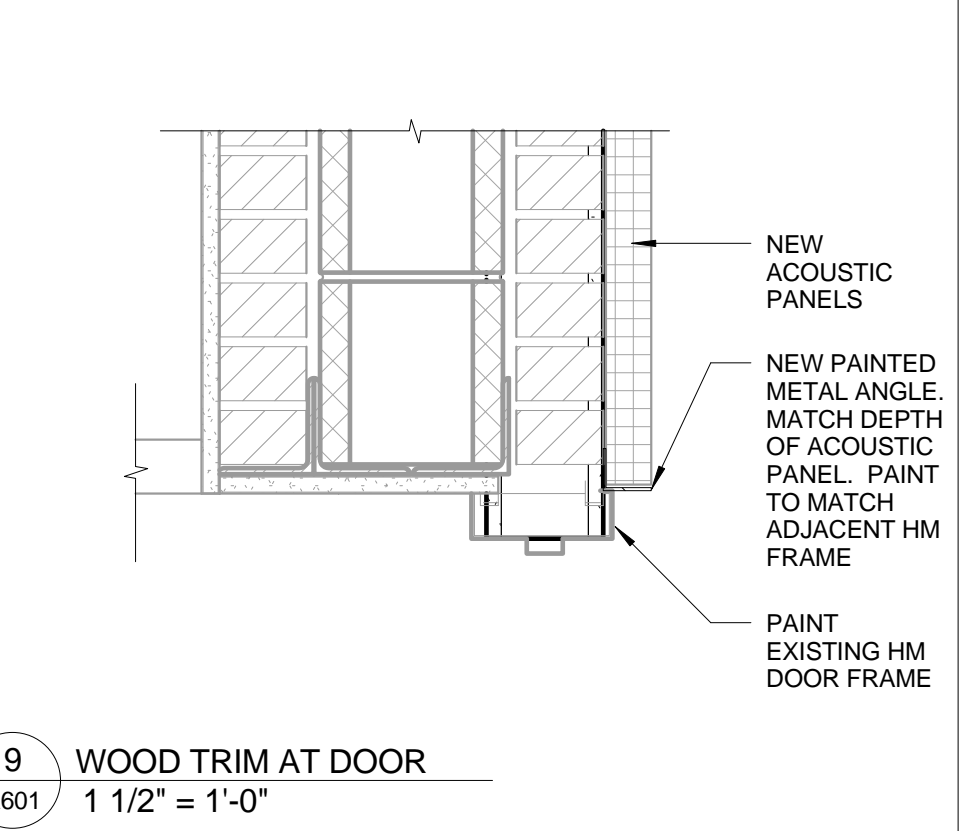 NEW
ACOUSTIC
PANELS
NEW PAINTED
METAL ANGLE.
MATCH DEPTH
OF ACOUSTIC
PANEL.  PAINT
TO MATCH
ADJACENT HM
FRAME
PAINT
EXISTING HM
DOOR FRAME
9
WOOD TRIM AT DOOR
601
1 1/2" = 1'-0"